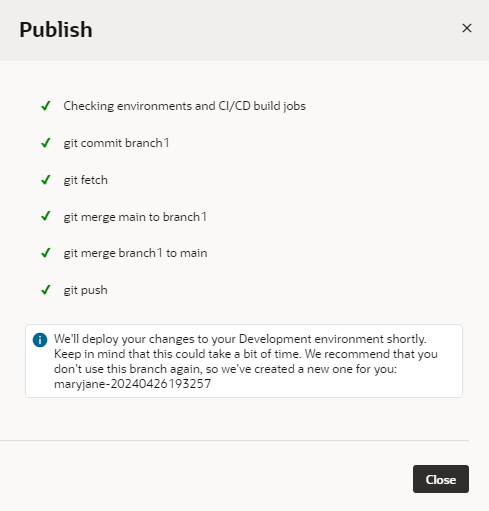 Publish
Checking environments and CI/CD build jobs
git commit branch1
git fetch
git merge main to branch1
git merge branch1 to main
git push
We'll deploy your changes to your Development environment shortly.
Keep in mind that this could take a bit of time. We recommend that you
don't use this branch again, so we've created a new one for you:
maryjane-20240426193257
Close